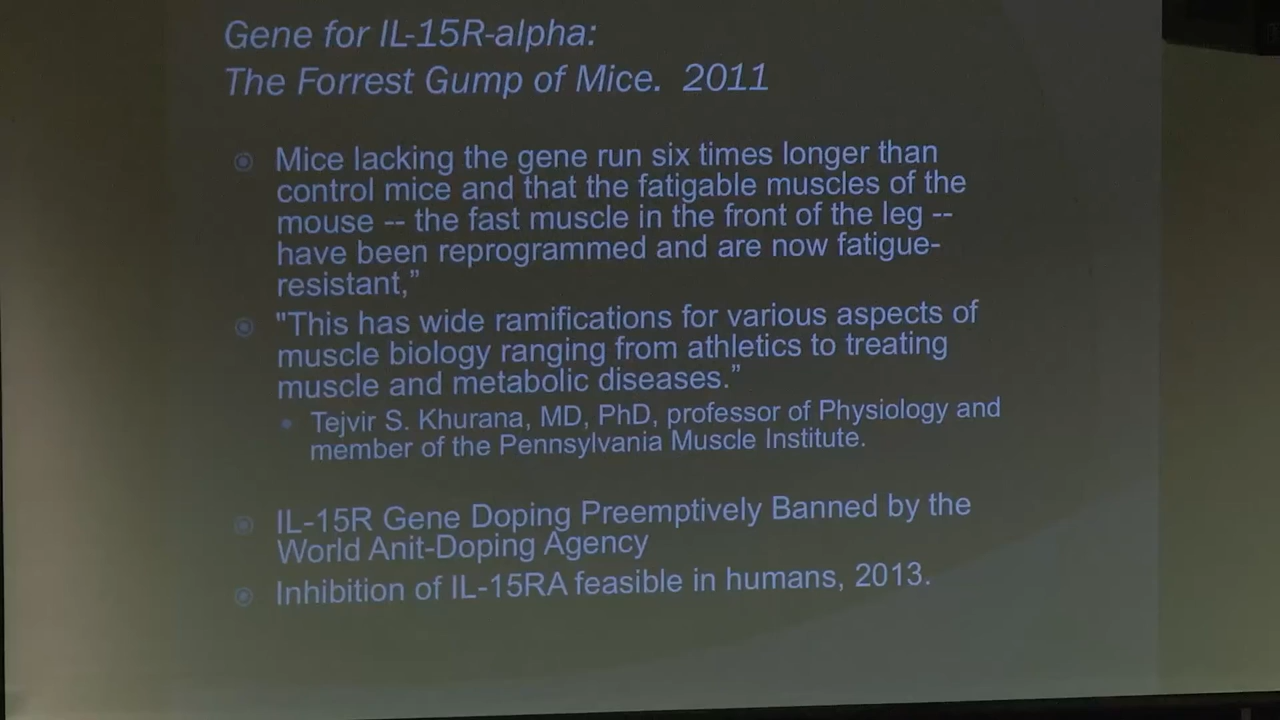 Gene for IL-15R-alpha:
The Forrest Gump of Mice. 2011
Mice lacking the gene run six times longer than
control mice and that the fatigable muscles of the
mouse -- the fast muscle in the front of the leg --
have been reprogrammed and are now fatigue-
resistant,”
"This has wide ramifications for various aspects of
muscle biology ranging from athletics to treating
muscle and metabolic diseases.”
Tejvir S. Khurana, MD, PhD, professor of Physiology and
member of the Pennsylvania Muscle Institute.
IL-15R Gene Doping Preemptively Banned by the
World Anit-Doping Agency
Inhibition of IL-15RA feasible in humans, 2013.